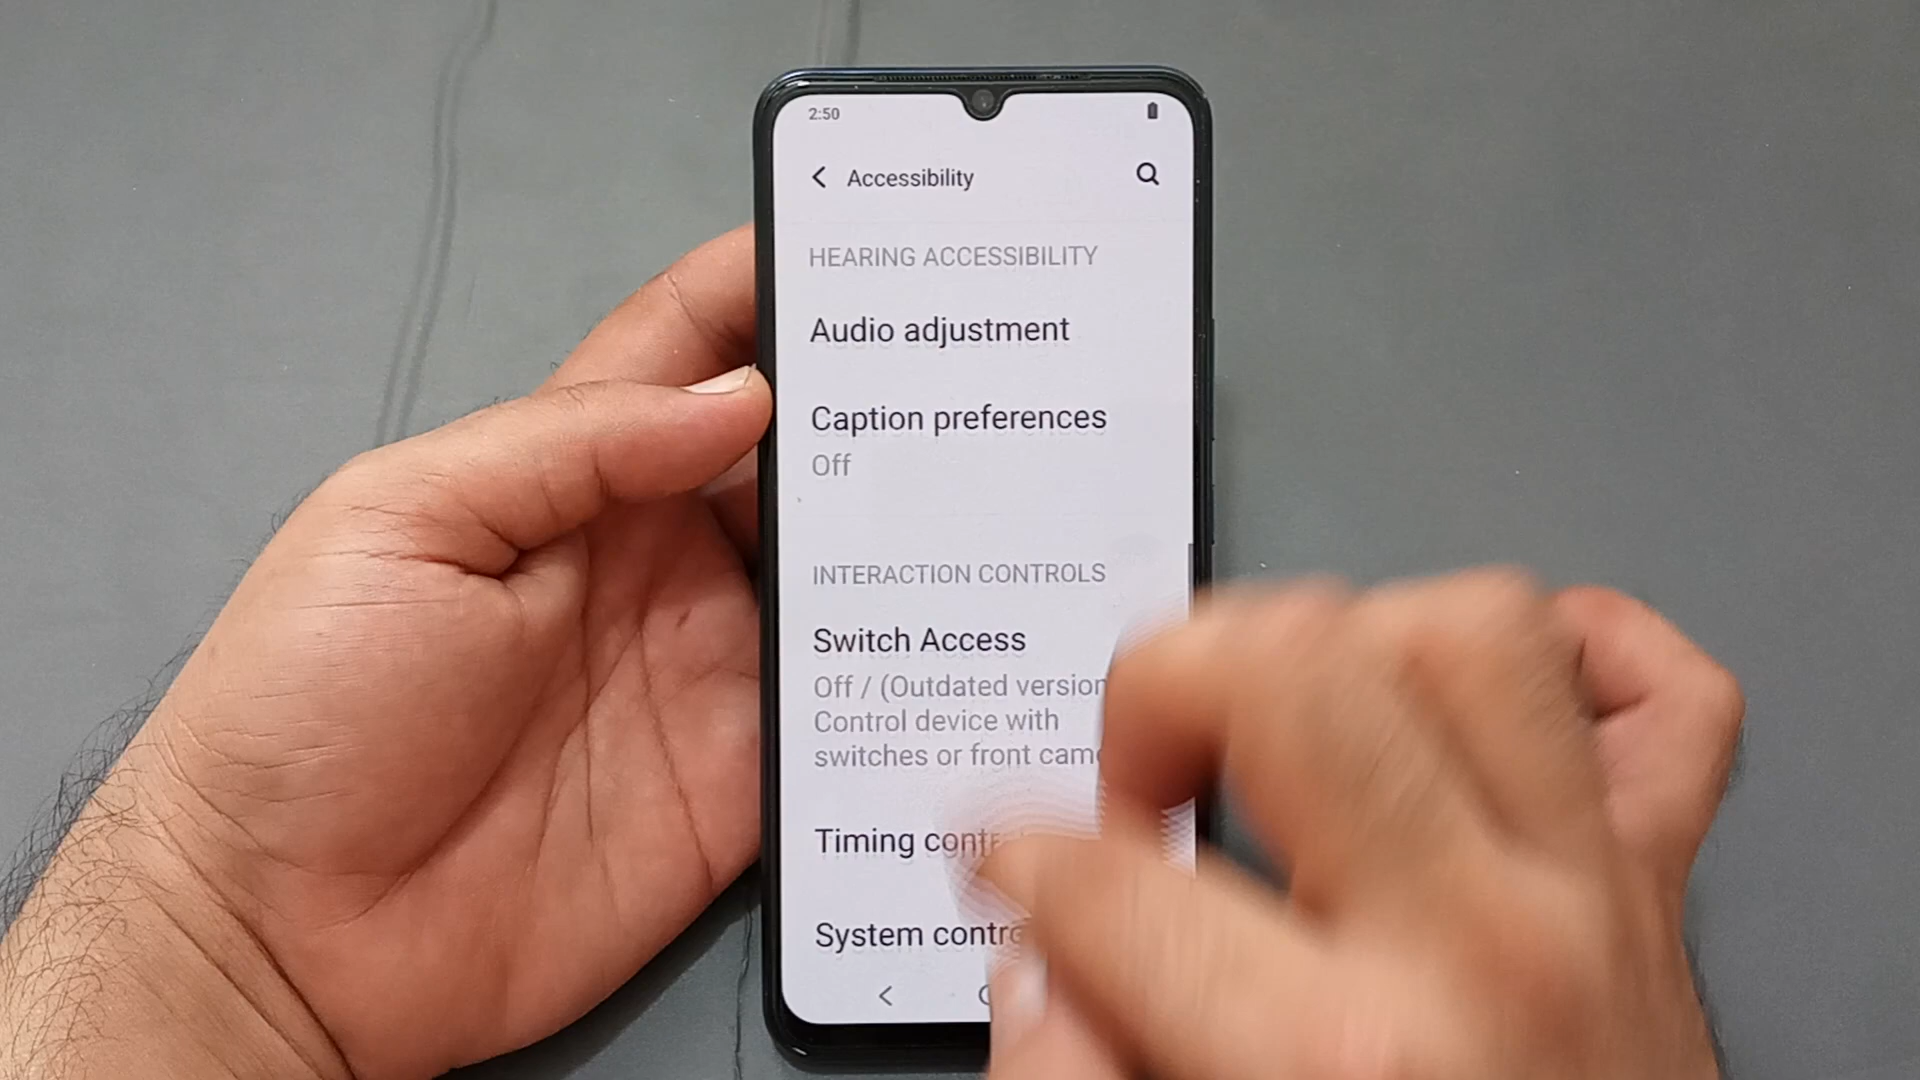 2:50
Accessibility
HEARING ACCESSIBILITY
Audio adjustment
Caption preferences
Off
INTERACTION CONTROLS
Switch Access
Off / (Outdated version
Control device with
switches or front
Timing
System